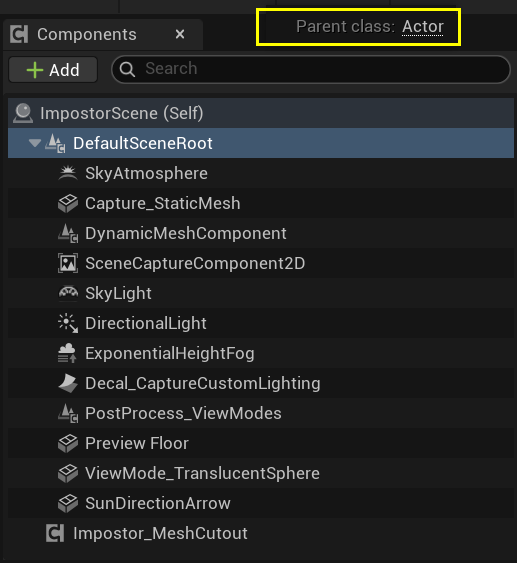 Parent class: Actor
Components
Add
Search
ImpostorScene (Self)
DefaultSceneRoot
SkyAtmosphere
Capture_StaticMesh
DynamicMeshComponent
SceneCaptureComponent2D
SkyLight
DirectionalLight
ExponentialHeightFog
Decal_CaptureCustomLighting
PostProcess_ViewModes
Preview Floor
ViewMode_TranslucentSphere
SunDirectionArrow
Impostor_MeshCutout